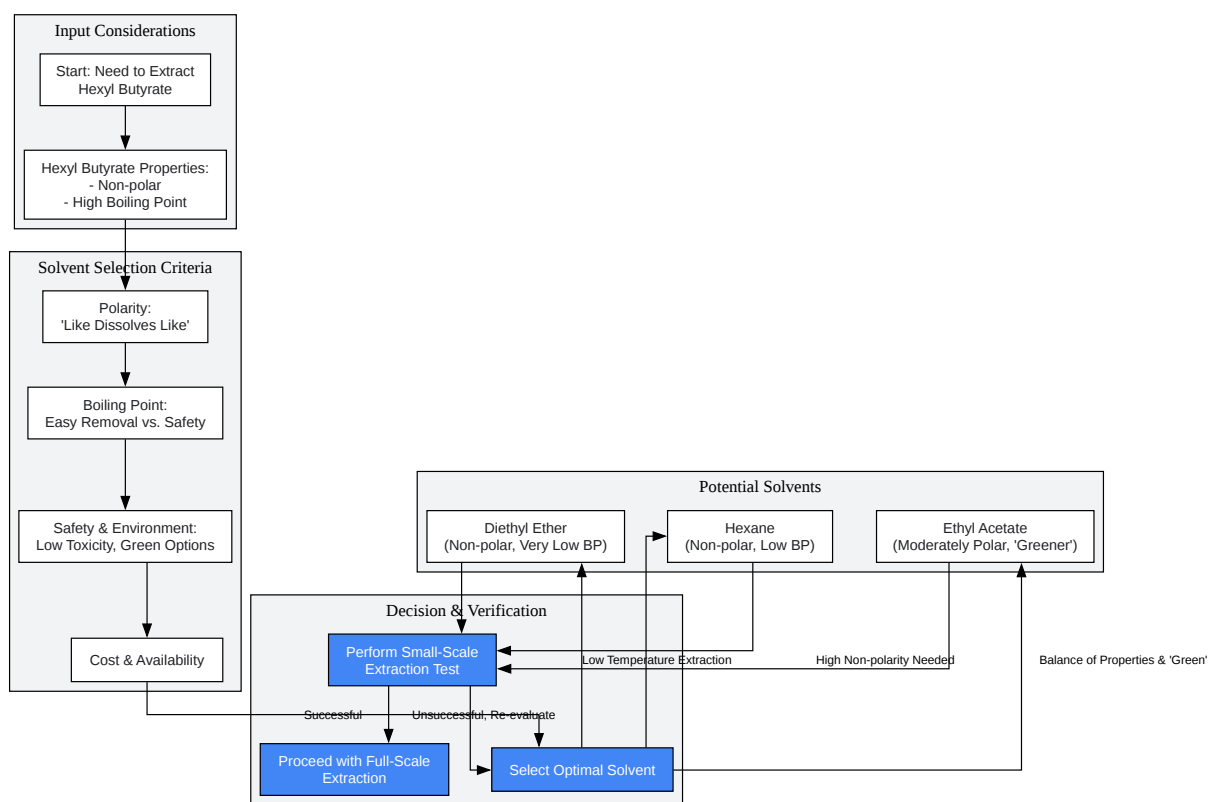 Input Considerations
Start: Need to Extract
Hexyl Butyrate
Hexyl Butyrate Properties:
- Non-polar
- High Boiling Point
Solvent Selection Criteria
Polarity:
'Like Dissolves Like'
Boiling Point:
Easy Removal vs. Safety
Safety & Environment:
Low Toxicity, Green Options
Cost & Availability
Potential Solvents
Diethyl Ether
(Non-polar, Very Low BP)
Hexane
(Non-polar, Low BP)
Ethyl Acetate
(Moderately Polar, 'Greener')
Decision & Verification
Perform Small-Scale
Extraction Test
Low Temperature Extraction
High Non-polarity Needed
Balance of Properties & 'Green'
Successful
Unsuccessful, Re-evaluate
Proceed with Full-Scale
Extraction
Select Optimal Solvent